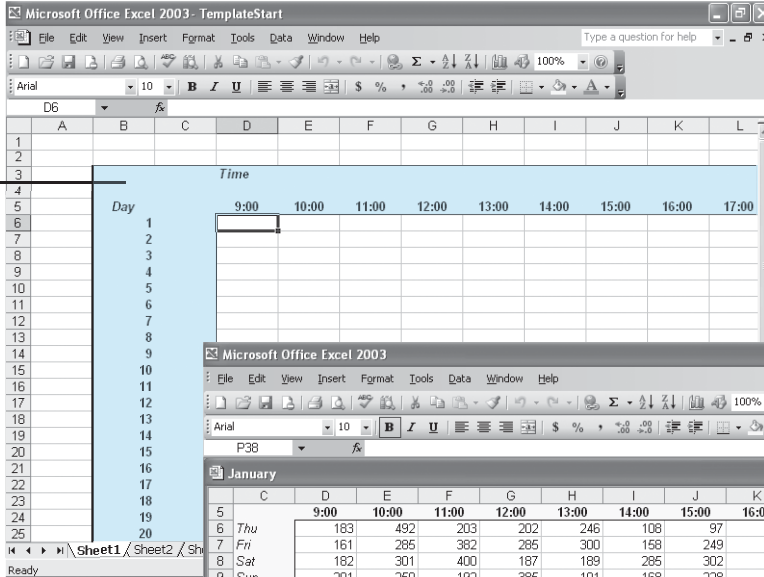 Microsoft Office Excel 2003 - TemplateStart
File Edit View Insert Format Tools Data Window Help Type a question for help
100%
Arial 10 B I U $ %
D6 fx
A B C D E F G H I J K L
1
2
3 Time
4
5 Day 9:00 10:00 11:00 12:00 13:00 14:00 15:00 16:00 17:00
6 1
7 2
8 3
9 4
10 5
11 6
12 7
13 8
14 9
15 10
16 11
17 12
18 13
19 14
20 15
21 16
22 17
23 18
24 19
25 20
Sheet1 Sheet2 Sh
Ready
Microsoft Office Excel 2003
File Edit View Insert Format Tools Data Window Help
100%
Arial 10 B I U $ %
P38 fx
January
C D E F G H I J K
5 9:00 10:00 11:00 12:00 13:00 14:00 15:00 16:0
6 Thu 183 492 203 202 246 108 97
7 Fri 161 285 382 285 300 158 249
8 Sat 182 301 400 187 189 285 302